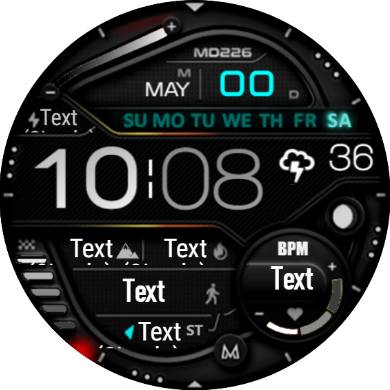 MD226
M
MAY 00 D
Text
SU MO TU WE TH FR SA
10:08 36
Text Text
BPM
Text
Text
Text ST
M